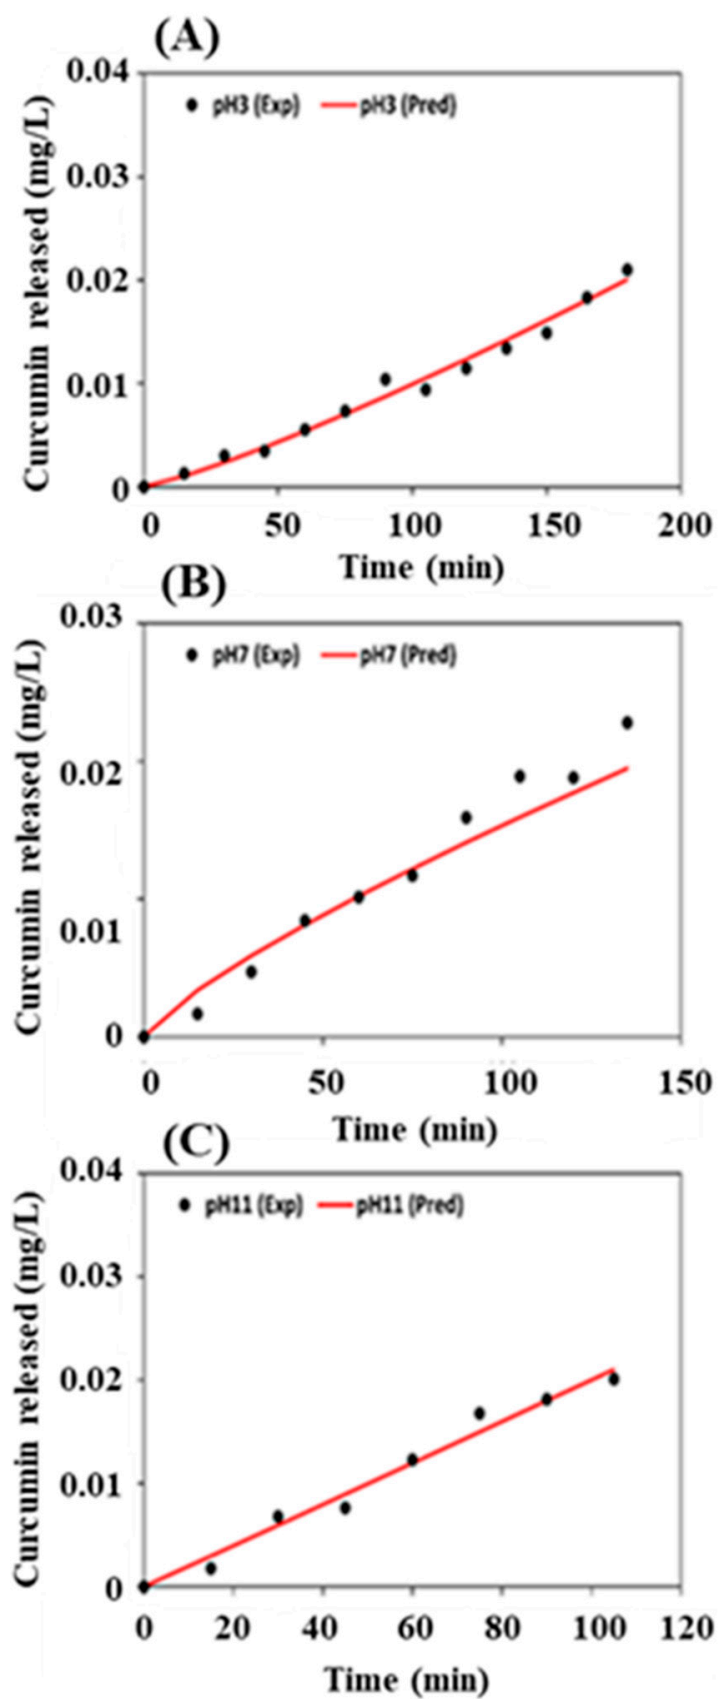 (A)
0.04
pH3 (Exp) pH3 (Pred)
0.03
0.02
0.01
0
Curcumin released (mg/L)
0 50 100 150 200
Time (min)
(B)
0.03
pH7 (Exp) pH7 (Pred)
0.02
0.01
0
Curcumin released (mg/L)
0 50 100 150
Time (min)
(C)
0.04
pH11 (Exp) pH11 (Pred)
0.03
0.02
0.01
0
Curcumin released (mg/L)
0 20 40 60 80 100 120
Time (min)